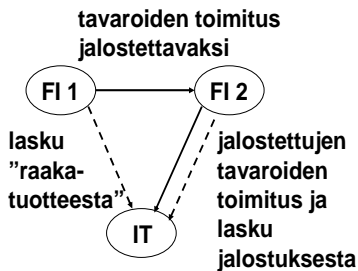 tavaroiden toimitus
jalostettavaksi
FI 1
FI 2
lasku
”raaka-
tuotteesta”
jalostettujen
tavaroiden
toimitus ja
lasku
jalostuksesta
IT